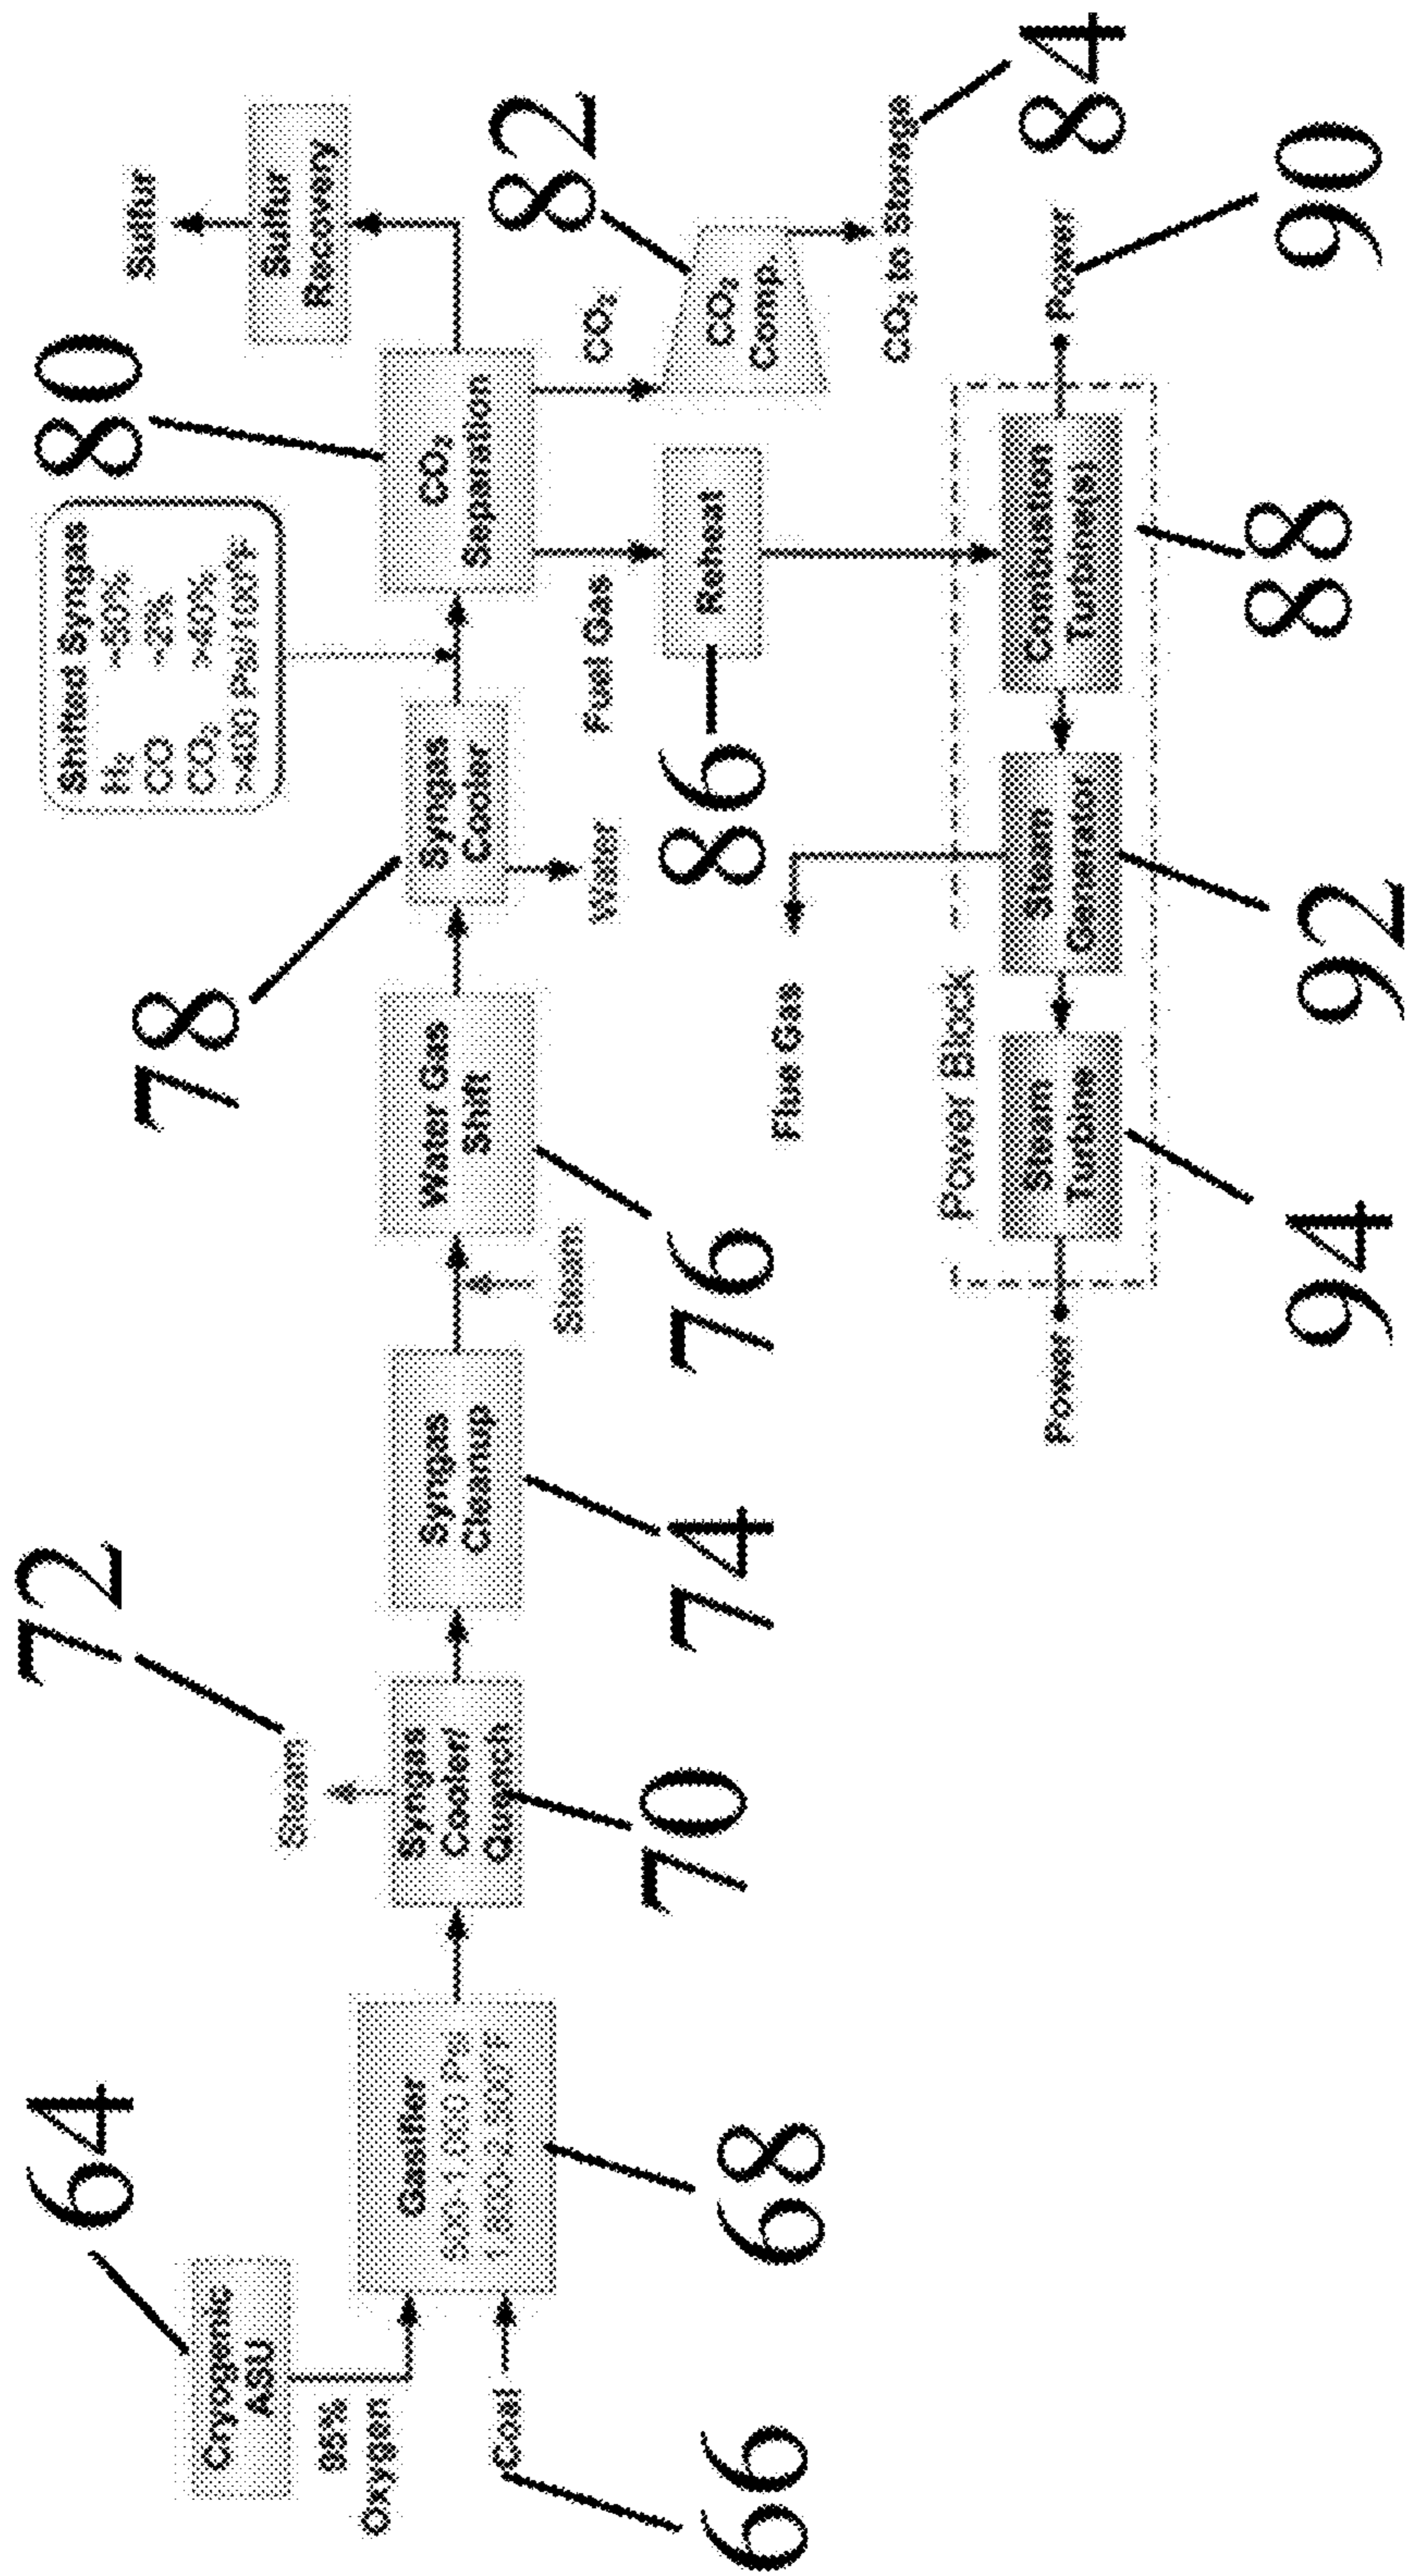 64
Cryogenic
ASU
95%
Oxygen
Coal
66
Gasifier
68
72
Steam
Syngas
Cooler/
Quench
70
Syngas
Cleanup
74
Steam
Water Gas
Shift
76
78
Syngas
Cooler
Water
Shifted Syngas
H₂ ~50%
CO ~2%
CO₂ >40%
80
CO₂
Separation
Sulfur
Sulfur
Recovery
CO₂
82
CO₂
Comp.
CO₂ to Storage
84
Fuel Gas
Reheat
86
Flue Gas
Power Block
Power
Steam
Turbine
94
Steam
Generator
92
Combustion
Turbine(s)
88
Power
90